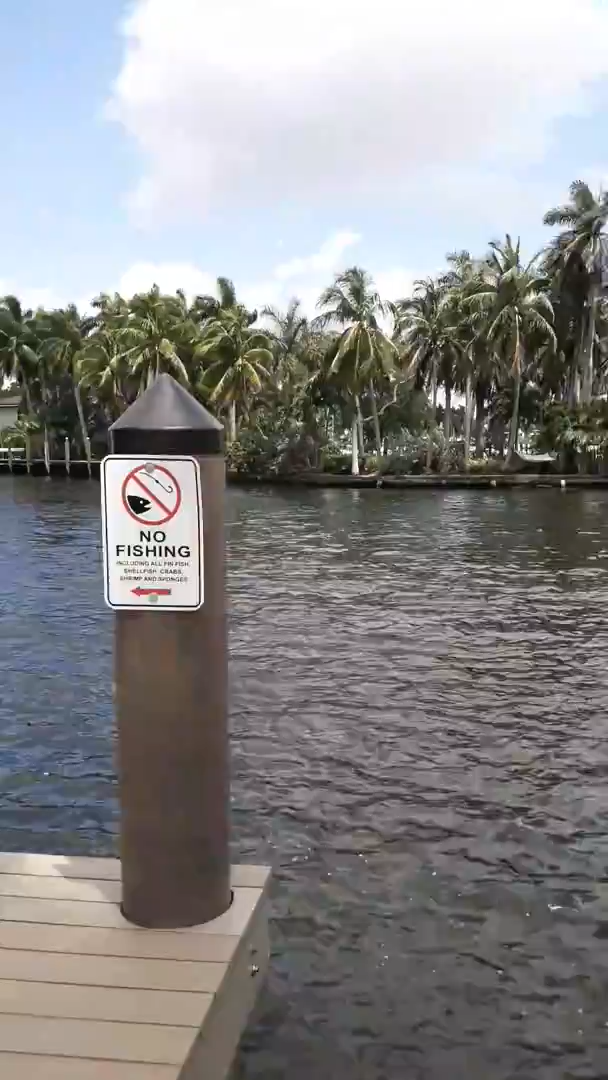 NO
FISHING
INCLUDING ALL FIN FISH,
SHELLFISH, CRABS,
SHRIMP AND SPONGES